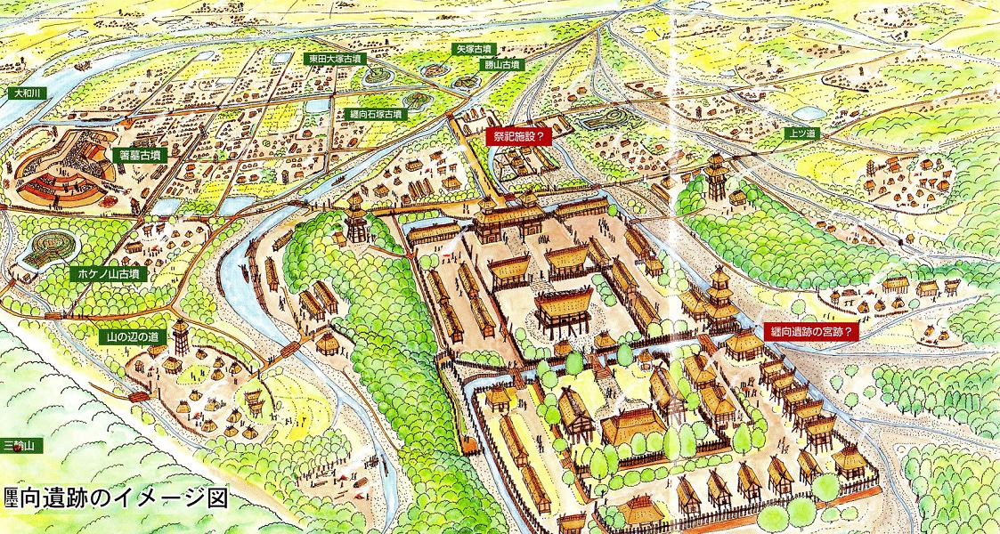 矢塚古墳
東田大塚古墳
勝山古墳
大和川
纒向石塚古墳
上ツ道
祭祀施設？
箸墓古墳
ホケノ山古墳
纒向遺跡の宮跡？
山の辺の道
三輪山
纒向遺跡のイメージ図